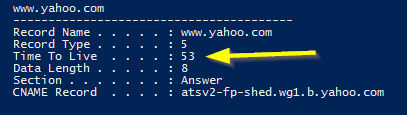 www.yahoo.com
----------------------------------------
Record Name . . . . . : www.yahoo.com
Record Type . . . . . : 5
Time To Live  . . . . : 53
Data Length . . . . . : 8
Section . . . . . . . : Answer
CNAME Record  . . . . : atsv2-fp-shed.wg1.b.yahoo.com